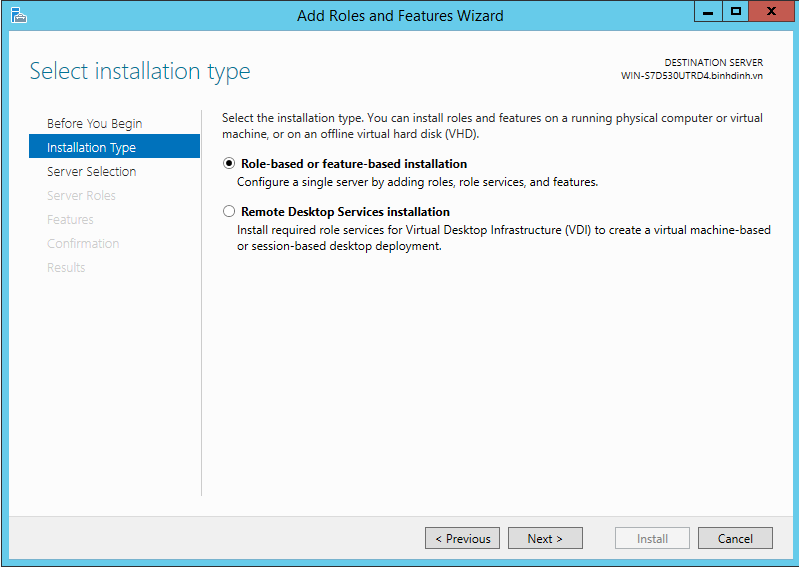 Add Roles and Features Wizard
Select installation type
DESTINATION SERVER
WIN-S7D530UTRD4.binhdinh.vn
Before You Begin
Installation Type
Server Selection
Server Roles
Features
Confirmation
Results
Select the installation type. You can install roles and features on a running physical computer or virtual
machine, or on an offline virtual hard disk (VHD).
Role-based or feature-based installation
Configure a single server by adding roles, role services, and features.
Remote Desktop Services installation
Install required role services for Virtual Desktop Infrastructure (VDI) to create a virtual machine-based
or session-based desktop deployment.
< Previous
Next >
Install
Cancel